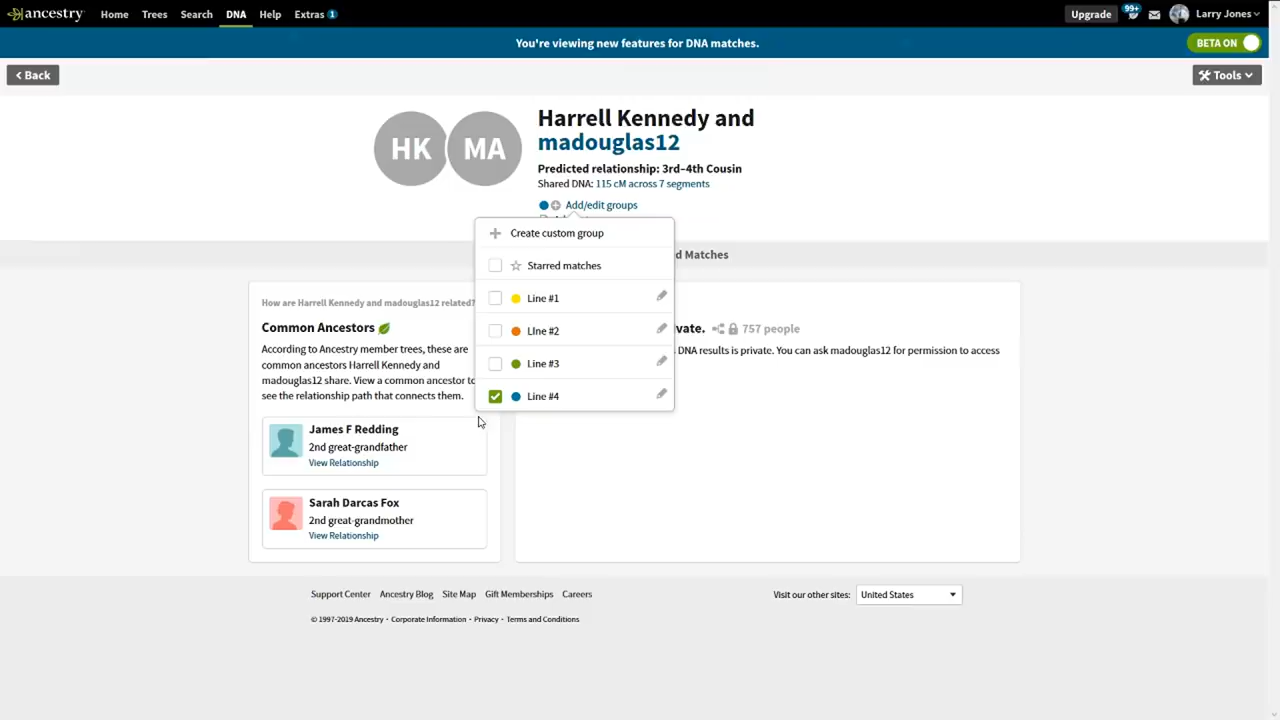 ancestry
Home
Trees
Search
DNA
Help
Extras 1
Upgrade
99+
Larry Jones
You're viewing new features for DNA matches.
BETA ON
< Back
Tools
HK
MA
Harrell Kennedy and
madouglas12
Predicted relationship: 3rd–4th Cousin
Shared DNA: 115 cM across 7 segments
Add/edit groups
Create custom group
Starred matches
Line #1
LIne #2
Line #3
Line #4
d Matches
How are Harrell Kennedy and madouglas12 related?
Common Ancestors
According to Ancestry member trees, these are
common ancestors Harrell Kennedy and
madouglas12 share. View a common ancestor to
see the relationship path that connects them.
James F Redding
2nd great-grandfather
View Relationship
Sarah Darcas Fox
2nd great-grandmother
View Relationship
vate. 757 people
DNA results is private. You can ask madouglas12 for permission to access
Support Center
Ancestry Blog
Site Map
Gift Memberships
Careers
Visit our other sites: United States
© 1997-2019 Ancestry · Corporate Information · Privacy · Terms and Conditions